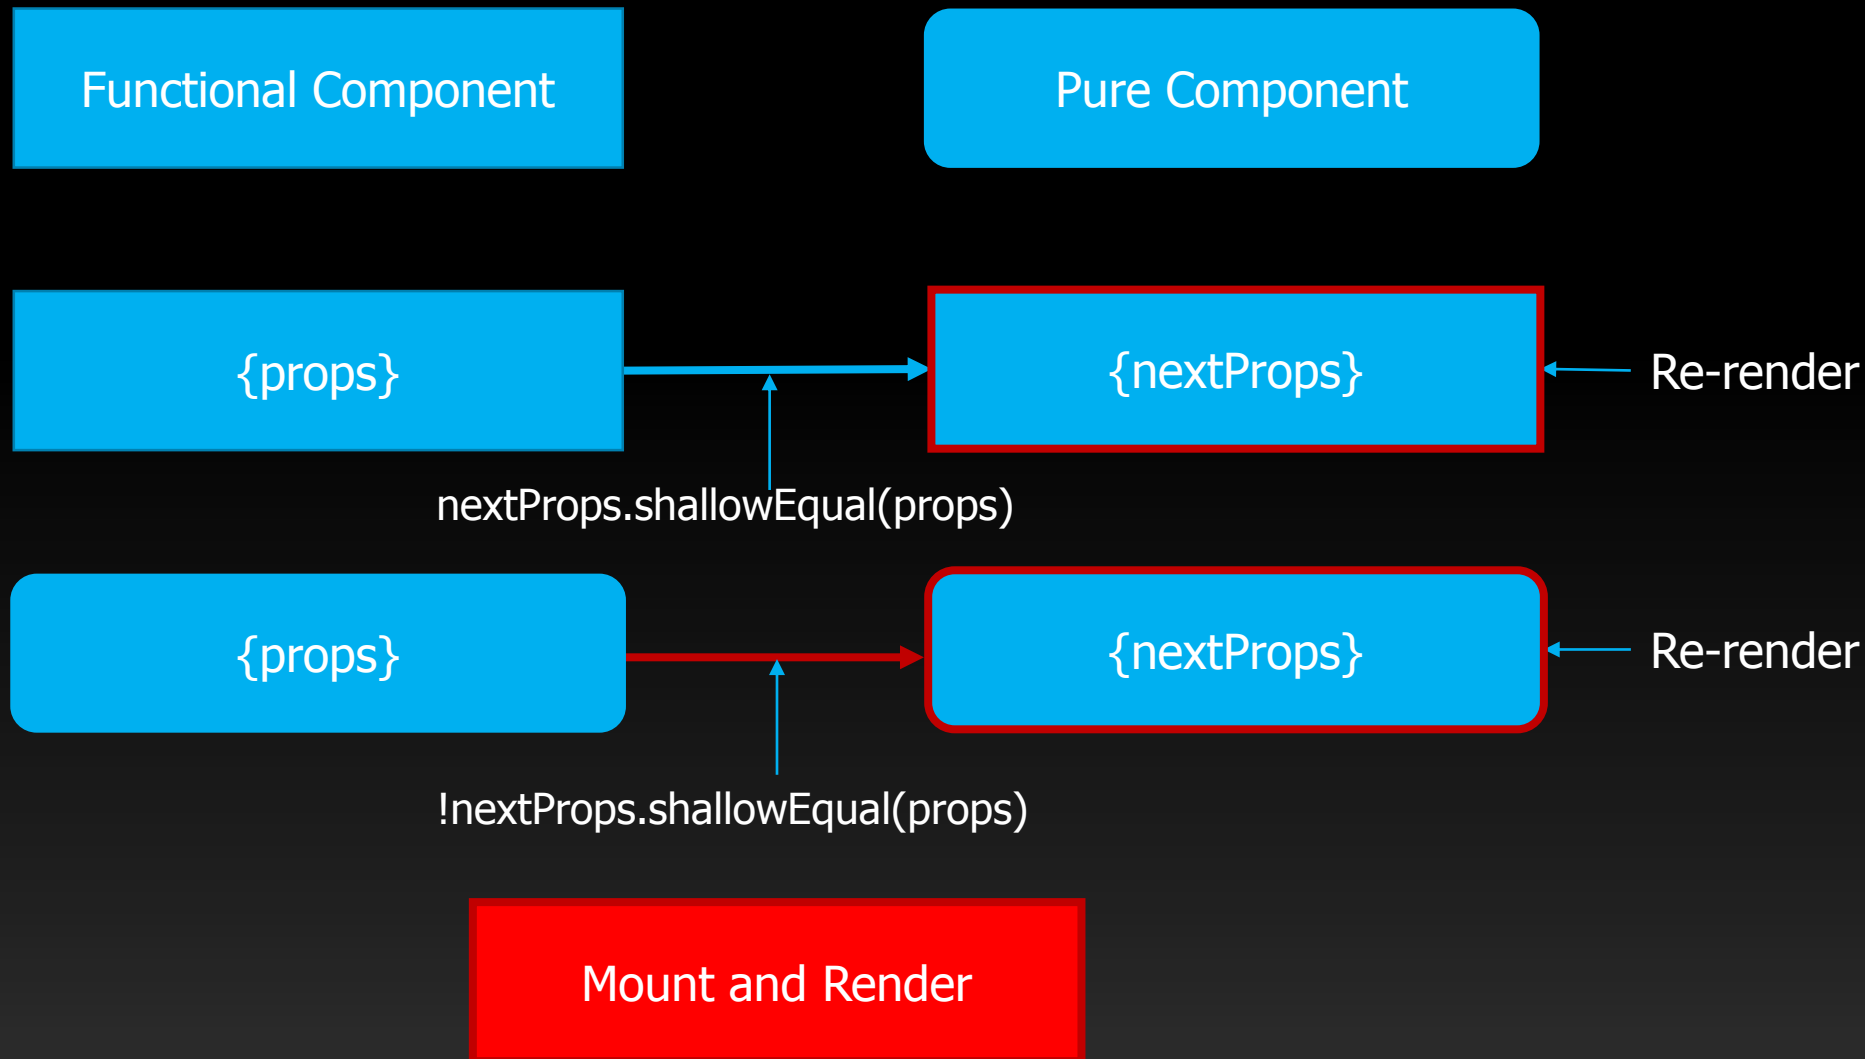 Functional Component
Pure Component
{props}
{nextProps}
Re-render
nextProps.shallowEqual(props)
{props}
{nextProps}
Re-render
!nextProps.shallowEqual(props)
Mount and Render